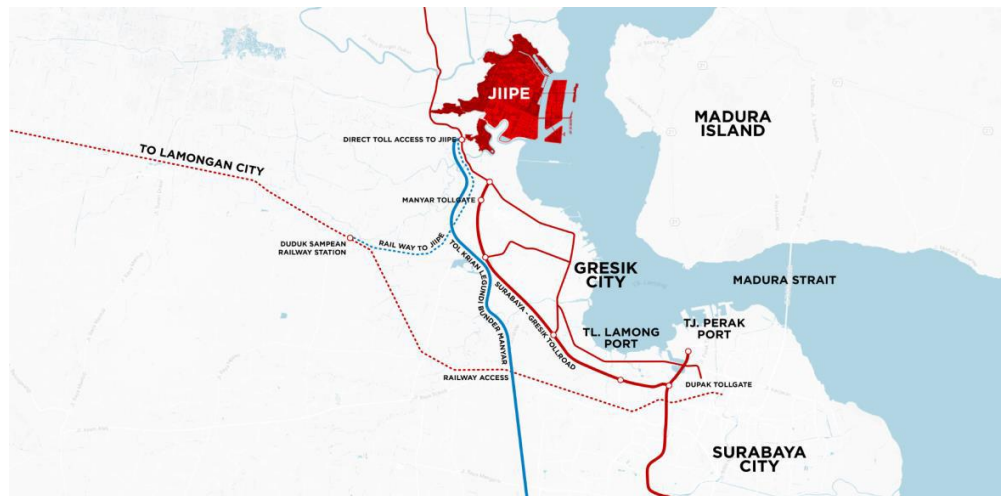 JIIPE
MADURA
ISLAND
DIRECT TOLL ACCESS TO JIIPE
TO LAMONGAN CITY
MANYAR TOLLGATE
DUDUK SAMPEAN
RAILWAY STATION
RAIL WAY TO JIIPE
TOL KRIAN LEGUNDI BUNDER MANYAR
GRESIK
CITY
MADURA STRAIT
SURABAYA - GRESIK TOLLROAD
TL. LAMONG
PORT
TJ. PERAK
PORT
RAILWAY ACCESS
DUPAK TOLLGATE
SURABAYA
CITY